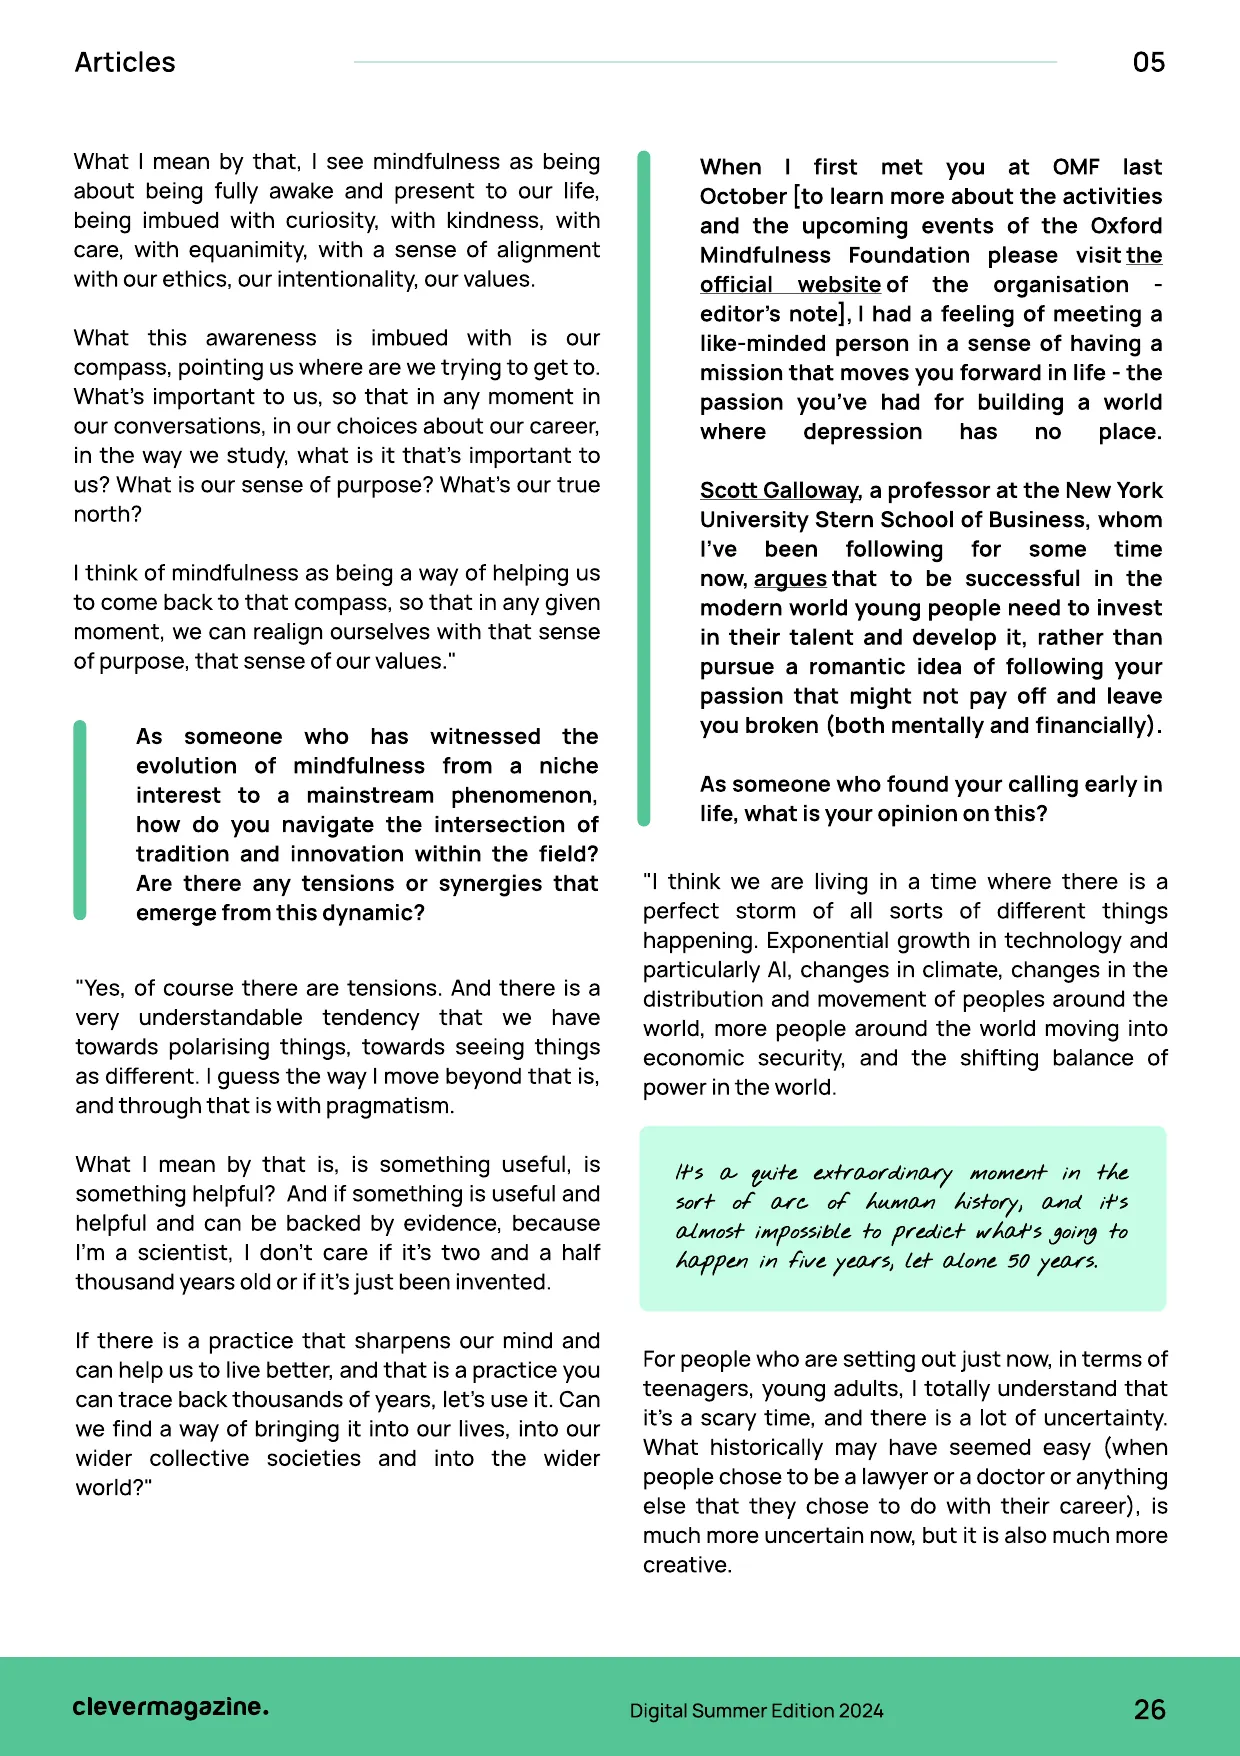 Articles
05
What I mean by that, I see mindfulness as being
about being fully awake and present to our life,
being imbued with curiosity, with kindness, with
care, with equanimity, with a sense of alignment
with our ethics, our intentionality, our values.
What this awareness is imbued with is our
compass, pointing us where are we trying to get to.
What's important to us, so that in any moment in
our conversations, in our choices about our career,
in the way we study, what is it that's important to
us? What is our sense of purpose? What's our true
north?
I think of mindfulness as being a way of helping us
to come back to that compass, so that in any given
moment, we can realign ourselves with that sense
of purpose, that sense of our values."
As someone who has witnessed the
evolution of mindfulness from a niche
interest to a mainstream phenomenon,
how do you navigate the intersection of
tradition and innovation within the field?
Are there any tensions or synergies that
emerge from this dynamic?
"Yes, of course there are tensions. And there is a
very understandable tendency that we have
towards polarising things, towards seeing things
as different. I guess the way I move beyond that is,
and through that is with pragmatism.
What I mean by that is, is something useful, is
something helpful? And if something is useful and
helpful and can be backed by evidence, because
I'm a scientist, I don't care if it's two and a half
thousand years old or if it's just been invented.
If there is a practice that sharpens our mind and
can help us to live better, and that is a practice you
can trace back thousands of years, let's use it. Can
we find a way of bringing it into our lives, into our
wider collective societies and into the wider
world?"
When I first met you at OMF last
October [to learn more about the activities
and the upcoming events of the Oxford
Mindfulness Foundation please visit the
official website of the organisation -
editor's note], I had a feeling of meeting a
like-minded person in a sense of having a
mission that moves you forward in life - the
passion you've had for building a world
where depression has no place.
Scott Galloway, a professor at the New York
University Stern School of Business, whom
I've been following for some time
now, argues that to be successful in the
modern world young people need to invest
in their talent and develop it, rather than
pursue a romantic idea of following your
passion that might not pay off and leave
you broken (both mentally and financially).
As someone who found your calling early in
life, what is your opinion on this?
"I think we are living in a time where there is a
perfect storm of all sorts of different things
happening. Exponential growth in technology and
particularly AI, changes in climate, changes in the
distribution and movement of peoples around the
world, more people around the world moving into
economic security, and the shifting balance of
power in the world.
It's a quite extraordinary moment in the
sort of arc of human history, and it's
almost impossible to predict what's going to
happen in five years, let alone 50 years.
For people who are setting out just now, in terms of
teenagers, young adults, I totally understand that
it's a scary time, and there is a lot of uncertainty.
What historically may have seemed easy (when
people chose to be a lawyer or a doctor or anything
else that they chose to do with their career), is
much more uncertain now, but it is also much more
creative.
clevermagazine.
Digital Summer Edition 2024
26